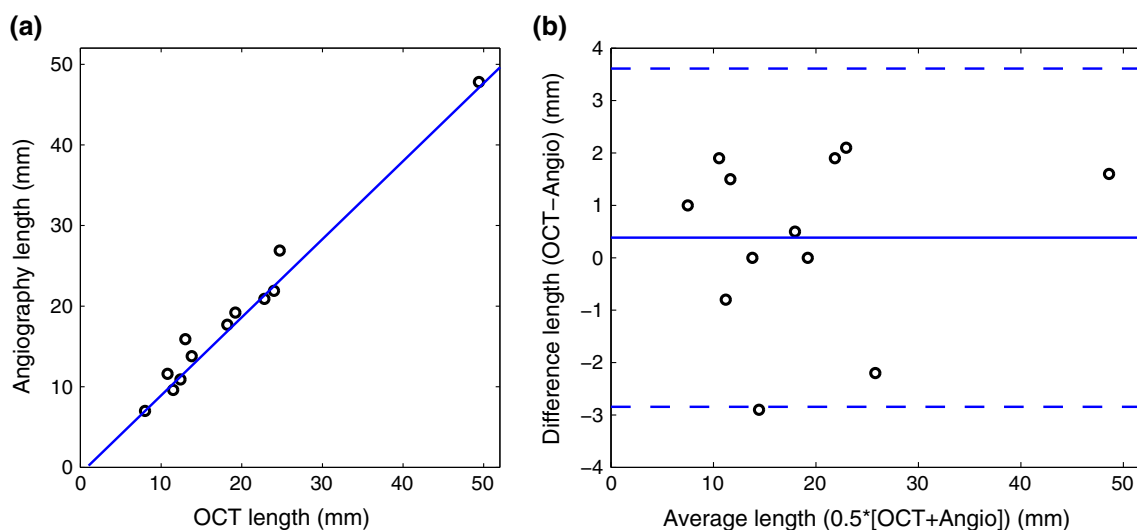 (a)
50
40
30
20
10
0
Angiography length (mm)
0 10 20 30 40 50
OCT length (mm)
(b)
4
3
2
1
0
−1
−2
−3
−4
Difference length (OCT−Angio) (mm)
0 10 20 30 40 50
Average length (0.5*[OCT+Angio]) (mm)